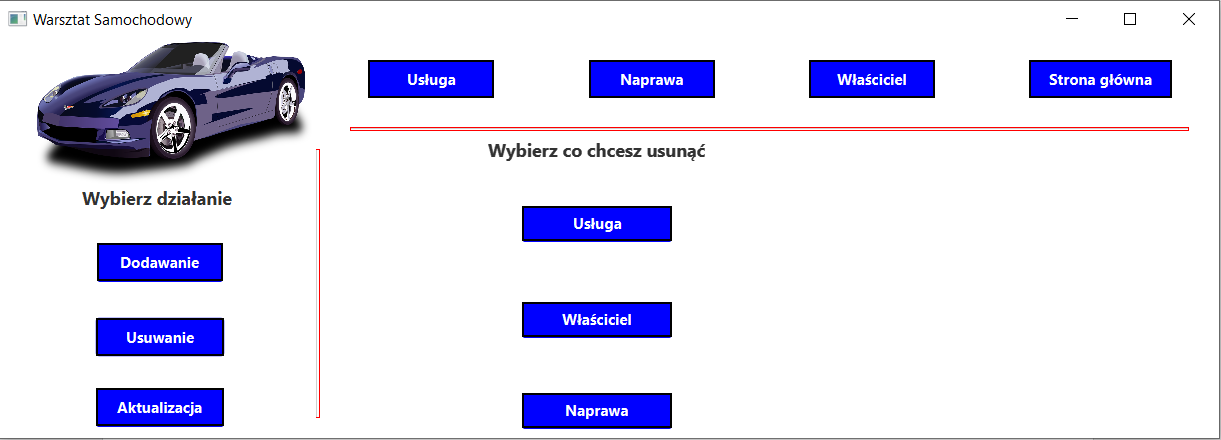 Warsztat Samochodowy
Usługa
Naprawa
Właściciel
Strona główna
Wybierz działanie
Dodawanie
Usuwanie
Aktualizacja
Wybierz co chcesz usunąć
Usługa
Właściciel
Naprawa